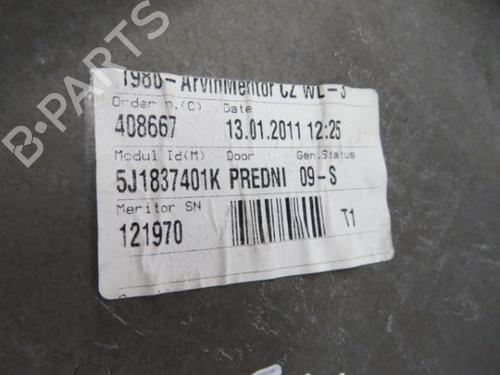 B-PARTS
1980-ArvinMeritor CZ WL-3
Order n.(C) Date
408667 13.01.2011 12:25
Modul Id(M) Door Gen.Status
5J1837401K PREDNI 09-S
Meritor SN
121970 T1
B-PARTS